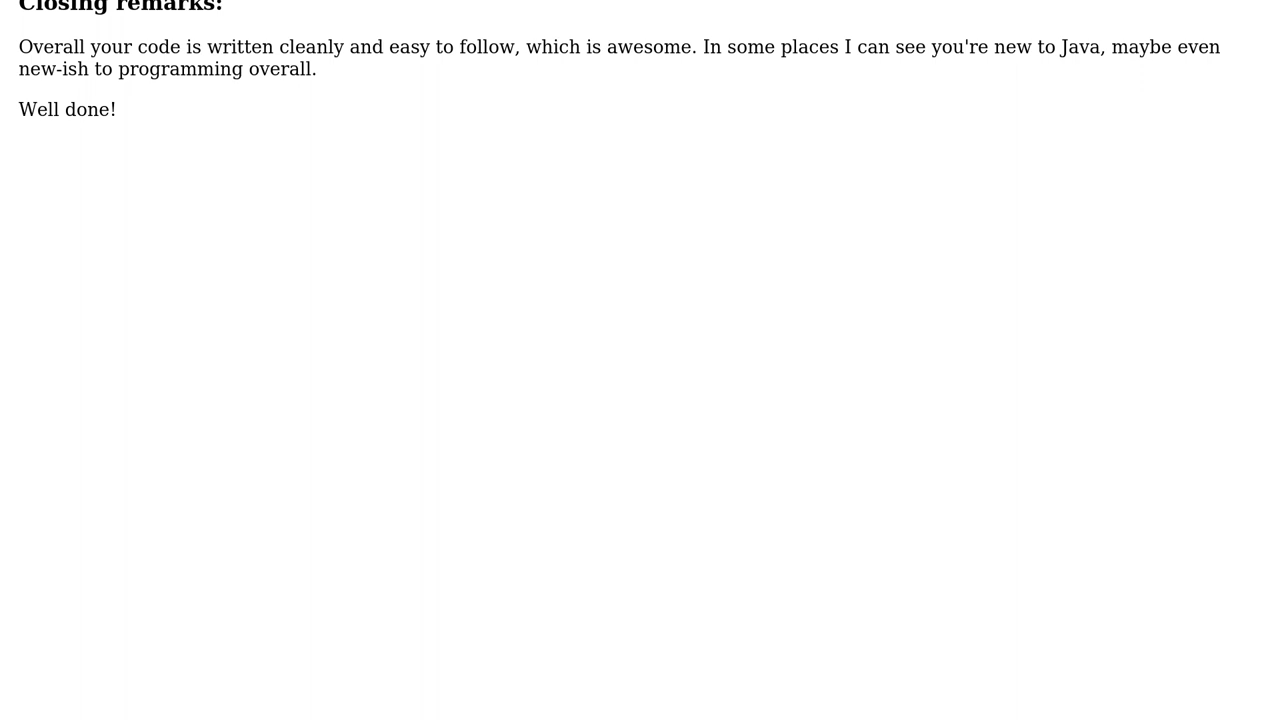 Closing remarks:
Overall your code is written cleanly and easy to follow, which is awesome. In some places I can see you're new to Java, maybe even
new-ish to programming overall.
Well done!